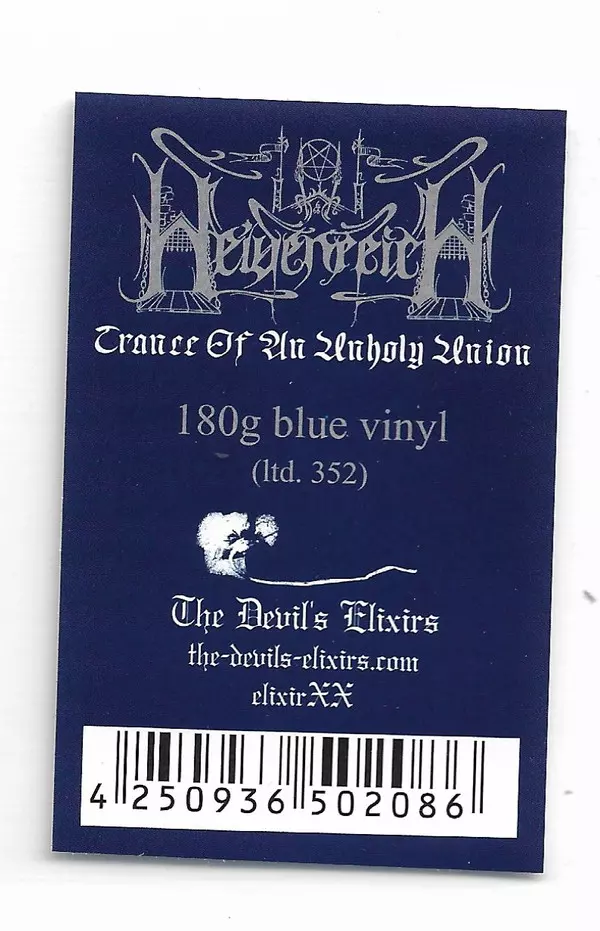 HeidenreicH
Trance Of An Unholy Union
180g blue vinyl
(ltd. 352)
The Devil's Elixirs
the-devils-elixirs.com
elixirXX
4 250936 502086